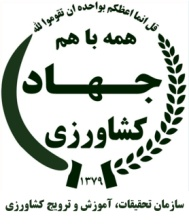 قل انما اعظکم بواحده ان تقوموا لله
همه با هم
جهاد
کشاورزی
۱۳۷۹
سازمان تحقیقات، آموزش و ترویج کشاورزی